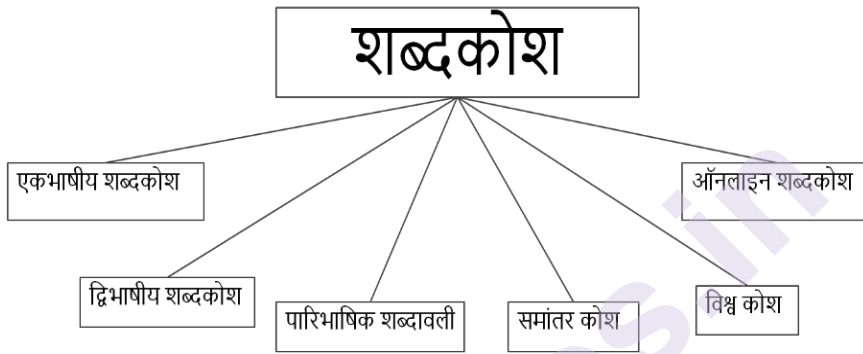 शब्दकोश
एकभाषीय शब्दकोश
ऑनलाइन शब्दकोश
द्विभाषीय शब्दकोश
पारिभाषिक शब्दावली
समांतर कोश
विश्व कोश